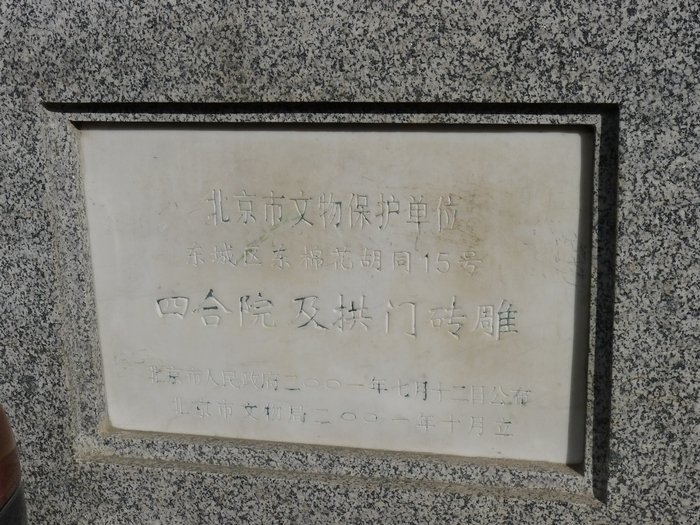 北京市文物保护单位
东城区东棉花胡同15号
四合院及拱门砖雕
北京市人民政府二〇〇一年七月十二日公布
北京市文物局二〇〇一年十月立